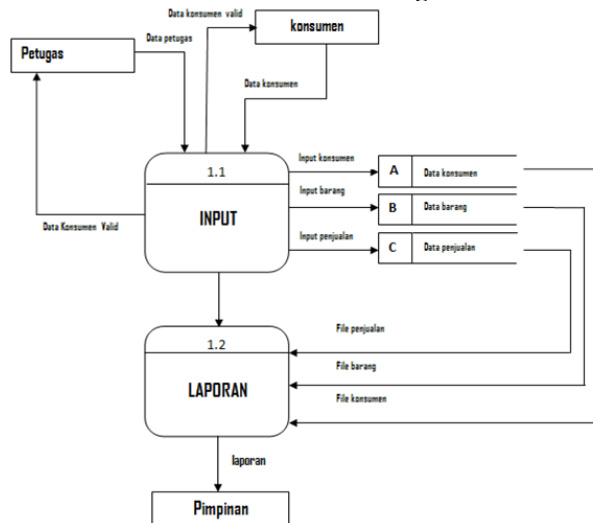 Data konsumen valid
konsumen
Petugas
Data petugas
Data konsumen
1.1
INPUT
Data Konsumen Valid
Input konsumen
A Data konsumen
Input barang
B Data barang
Input penjualan
C Data penjualan
1.2
LAPORAN
File penjualan
File barang
File konsumen
laporan
Pimpinan